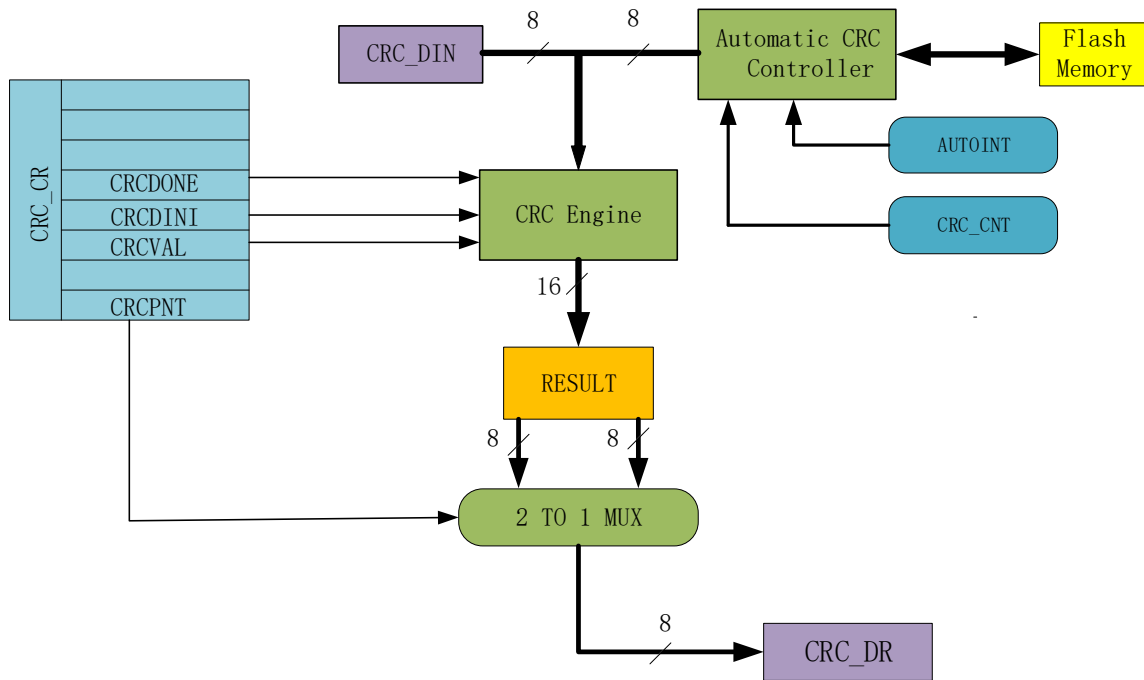 8
8
CRC_DIN
Automatic CRC
Controller
Flash
Memory
CRC_CR
CRCDONE
CRCDINI
CRCVAL
CRCPNT
CRC Engine
AUTOINT
CRC_CNT
16
RESULT
8
8
2 TO 1 MUX
8
CRC_DR